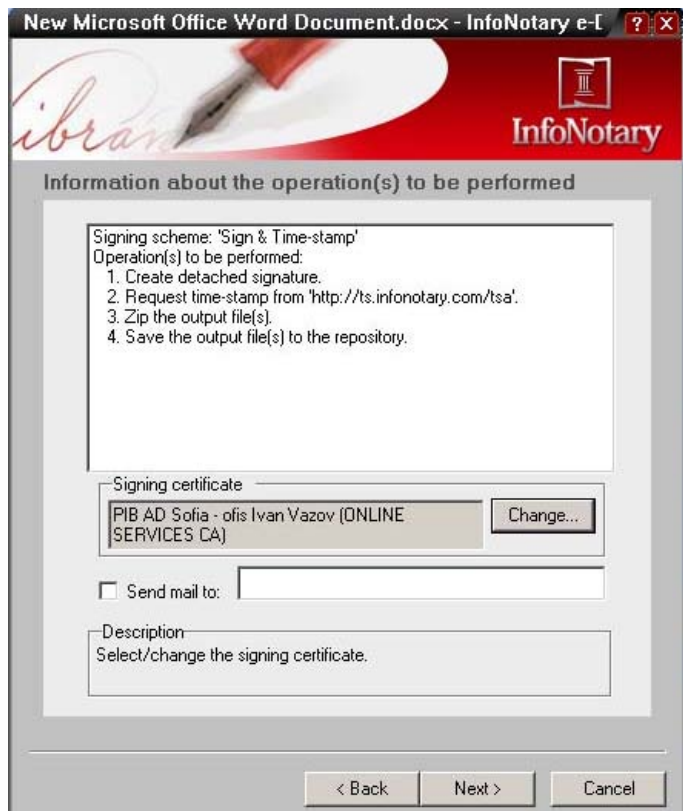 New Microsoft Office Word Document.docx - InfoNotary e-
InfoNotary
Information about the operation(s) to be performed
Signing scheme: 'Sign & Time-stamp'
Operation(s) to be performed:
1. Create detached signature.
2. Request time-stamp from 'http://ts.infonotary.com/tsa'.
3. Zip the output file(s).
4. Save the output file(s) to the repository.
Signing certificate
PIB AD Sofia - ofis Ivan Vazov (ONLINE
SERVICES CA)
Change...
Send mail to:
Description
Select/change the signing certificate.
< Back
Next >
Cancel